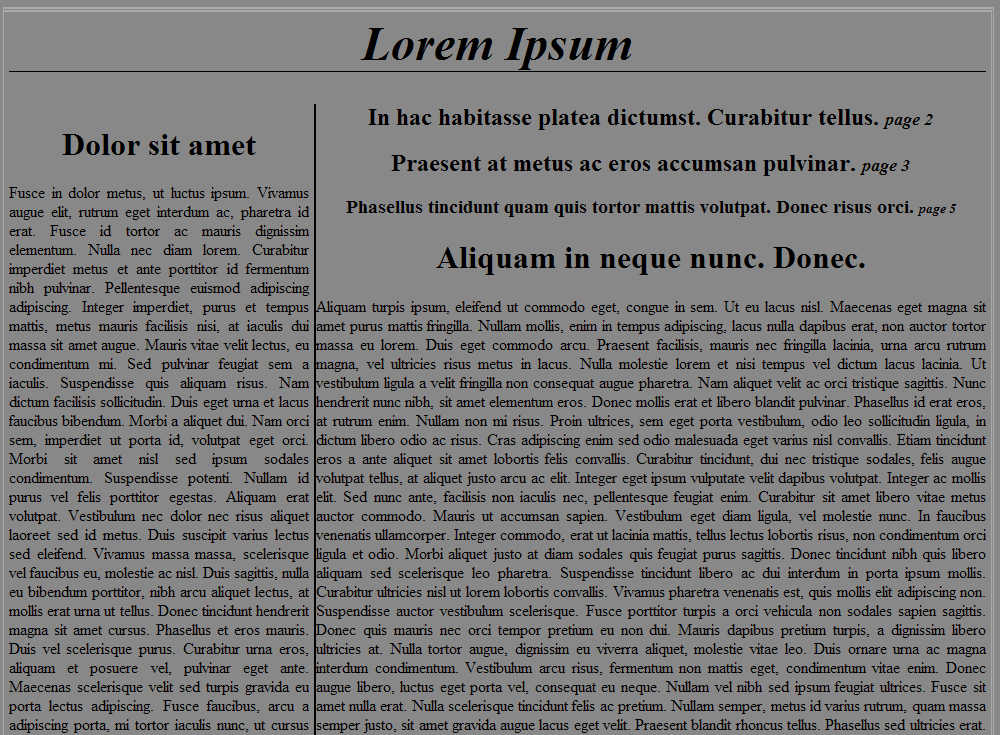 Lorem Ipsum
Dolor sit amet
Fusce in dolor metus, ut luctus ipsum. Vivamus
augue elit, rutrum eget interdum ac, pharetra id
erat. Fusce id tortor ac mauris dignissim
elementum. Nulla nec diam lorem. Curabitur
imperdiet metus et ante porttitor id fermentum
nibh pulvinar. Pellentesque euismod adipiscing
adipiscing. Integer imperdiet, purus et tempus
mattis, metus mauris facilisis nisi, at iaculis dui
massa sit amet augue. Mauris vitae velit lectus, eu
condimentum mi. Sed pulvinar feugiat sem a
iaculis. Suspendisse quis aliquam risus. Nam
dictum facilisis sollicitudin. Duis eget urna et lacus
faucibus bibendum. Morbi a aliquet dui. Nam orci
sem, imperdiet ut porta id, volutpat eget orci.
Morbi sit amet nisl sed ipsum sodales
condimentum. Suspendisse potenti. Nullam id
purus vel felis porttitor egestas. Aliquam erat
volutpat. Vestibulum nec dolor nec risus aliquet
laoreet sed id metus. Duis suscipit varius lectus
sed eleifend. Vivamus massa massa, scelerisque
vel faucibus eu, molestie ac nisl. Duis sagittis, nulla
eu bibendum porttitor, nibh arcu aliquet lectus, at
mollis erat urna ut tellus. Donec tincidunt hendrerit
magna sit amet cursus. Phasellus et eros mauris.
Duis vel scelerisque purus. Curabitur urna eros,
aliquam et posuere vel, pulvinar eget ante.
Maecenas scelerisque velit sed turpis gravida eu
porta lectus adipiscing. Fusce faucibus, arcu a
adipiscing porta, mi tortor iaculis nunc, ut cursus
In hac habitasse platea dictumst. Curabitur tellus. page 2
Praesent at metus ac eros accumsan pulvinar. page 3
Phasellus tincidunt quam quis tortor mattis volutpat. Donec risus orci. page 5
Aliquam in neque nunc. Donec.
Aliquam turpis ipsum, eleifend ut commodo eget, congue in sem. Ut eu lacus nisl. Maecenas eget magna sit
amet purus mattis fringilla. Nullam mollis, enim in tempus adipiscing, lacus nulla dapibus erat, non auctor tortor
massa eu lorem. Duis eget commodo arcu. Praesent facilisis, mauris nec fringilla lacinia, urna arcu rutrum
magna, vel ultricies risus metus in lacus. Nulla molestie lorem et nisi tempus vel dictum lacus lacinia. Ut
vestibulum ligula a velit fringilla non consequat augue pharetra. Nam aliquet velit ac orci tristique sagittis. Nunc
hendrerit nunc nibh, sit amet elementum eros. Donec mollis erat et libero blandit pulvinar. Phasellus id erat eros,
at rutrum enim. Nullam non mi risus. Proin ultrices, sem eget porta vestibulum, odio leo sollicitudin ligula, in
dictum libero odio ac risus. Cras adipiscing enim sed odio malesuada eget varius nisl convallis. Etiam tincidunt
eros a ante aliquet sit amet lobortis felis convallis. Curabitur tincidunt, dui nec tristique sodales, felis augue
volutpat tellus, at aliquet justo arcu ac elit. Integer eget ipsum vulputate velit dapibus volutpat. Integer ac mollis
elit. Sed nunc ante, facilisis non iaculis nec, pellentesque feugiat enim. Curabitur sit amet libero vitae metus
auctor commodo. Mauris ut accumsan sapien. Vestibulum eget diam ligula, vel molestie nunc. In faucibus
venenatis ullamcorper. Integer commodo, erat ut lacinia mattis, tellus lectus lobortis risus, non condimentum orci
ligula et odio. Morbi aliquet justo at diam sodales quis feugiat purus sagittis. Donec tincidunt nibh quis libero
aliquam sed scelerisque leo pharetra. Suspendisse tincidunt libero ac dui interdum in porta ipsum mollis.
Curabitur ultricies nisl ut lorem lobortis convallis. Vivamus pharetra venenatis est, quis mollis elit adipiscing non.
Suspendisse auctor vestibulum scelerisque. Fusce porttitor turpis a orci vehicula non sodales sapien sagittis.
Donec quis mauris nec orci tempor pretium eu non dui. Mauris dapibus pretium turpis, a dignissim libero
ultricies at. Nulla tortor augue, dignissim eu viverra aliquet, molestie vitae leo. Duis ornare urna ac magna
interdum condimentum. Vestibulum arcu risus, fermentum non mattis eget, condimentum vitae enim. Donec
augue libero, luctus eget porta vel, consequat eu neque. Nullam vel nibh sed ipsum feugiat ultrices. Fusce sit
amet nulla erat. Nulla scelerisque tincidunt felis ac pretium. Nullam semper, metus id varius rutrum, quam massa
semper justo, sit amet gravida augue lacus eget velit. Praesent blandit rhoncus tellus. Phasellus sed ultricies erat.